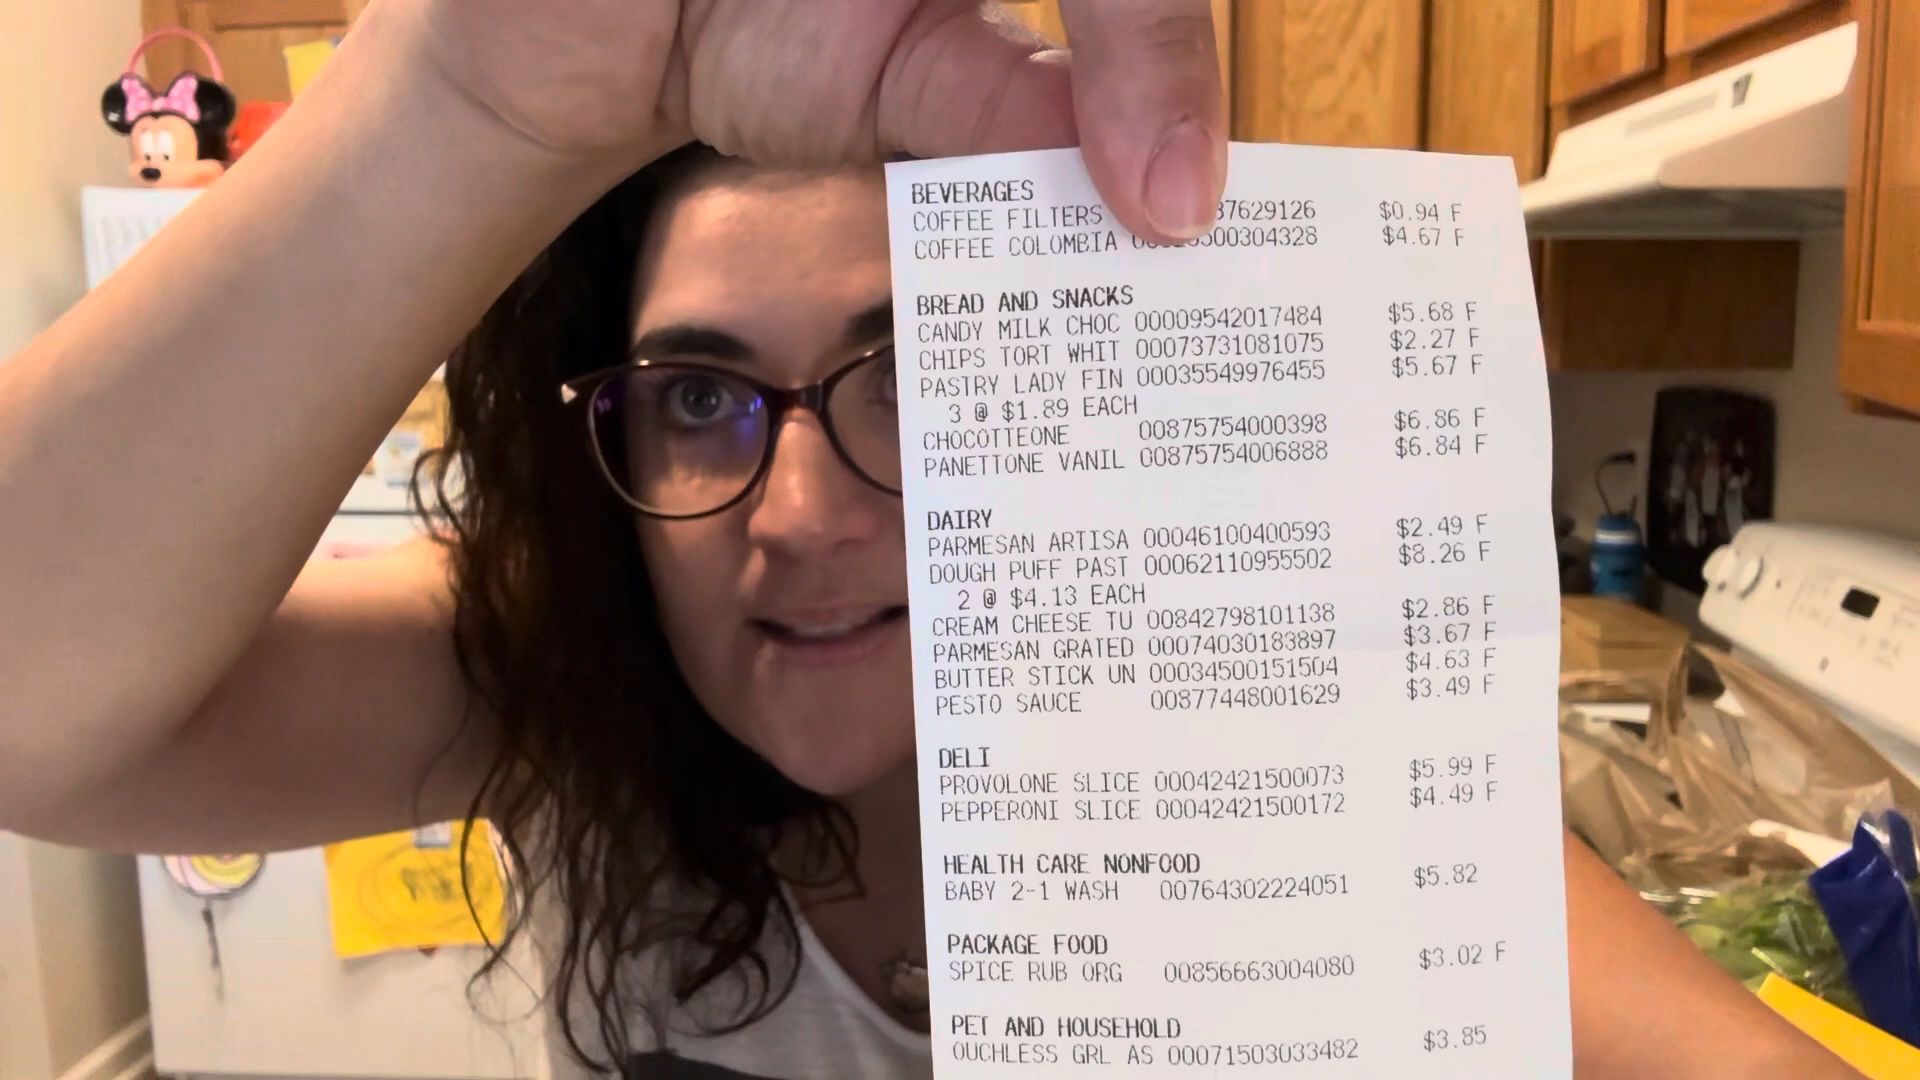 BEVERAGES
COFFEE FILTERS 37629126 $0.94 F
COFFEE COLOMBIA 500304328 $4.67 F
BREAD AND SNACKS
CANDY MILK CHOC 00009542017484 $5.68 F
CHIPS TORT WHIT 00073731081075 $2.27 F
PASTRY LADY FIN 00035549976455 $5.67 F
3 @ $1.89 EACH
CHOCOTTEONE 00875754000398 $6.86 F
PANETTONE VANIL 00875754006888 $6.84 F
DAIRY
PARMESAN ARTISA 00046100400593 $2.49 F
DOUGH PUFF PAST 00062110955502 $8.26 F
2 @ $4.13 EACH
CREAM CHEESE TU 00842798101138 $2.86 F
PARMESAN GRATED 00074030183897 $3.67 F
BUTTER STICK UN 00034500151504 $4.63 F
PESTO SAUCE 00877448001629 $3.49 F
DELI
PROVOLONE SLICE 00042421500073 $5.99 F
PEPPERONI SLICE 00042421500172 $4.49 F
HEALTH CARE NONFOOD
BABY 2-1 WASH 00764302224051 $5.82
PACKAGE FOOD
SPICE RUB ORG 00856663004080 $3.02 F
PET AND HOUSEHOLD
OUCHLESS GRL AS 00071503033482 $3.85